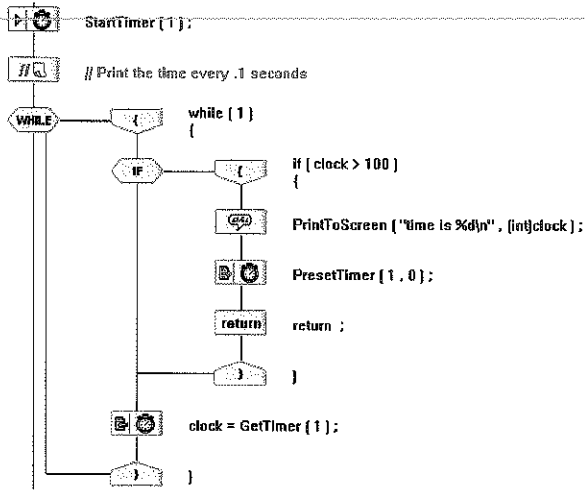 StartTimer ( 1 ) ;
// // Print the time every .1 seconds
WHILE { while ( 1 )
{
IF { if ( clock > 100 )
{
PrintToScreen ( "time is %d\n" , (int)clock ) ;
PresetTimer ( 1 , 0 ) ;
return return ;
} }
clock = GetTimer ( 1 ) ;
} }